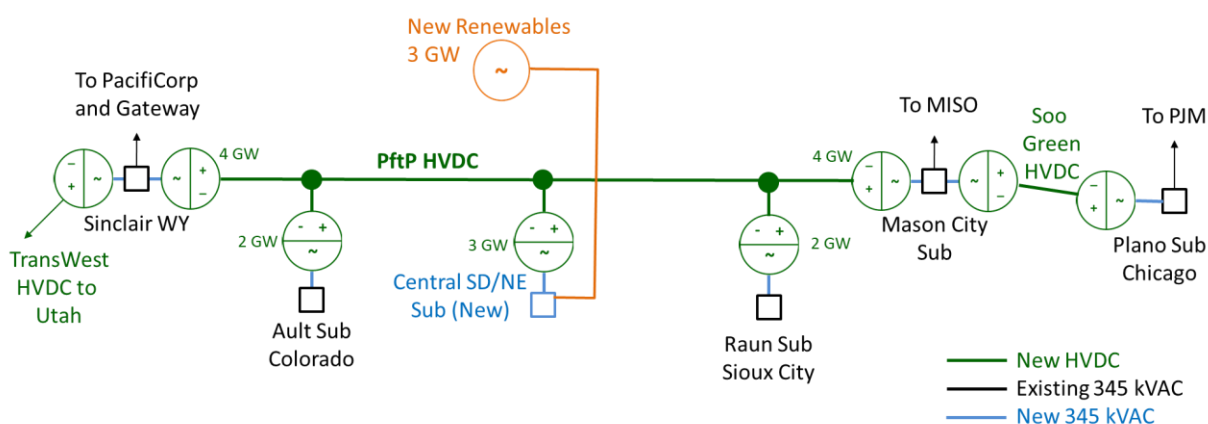 New Renewables
3 GW
~
To PacifiCorp
and Gateway
To MISO
Soo
Green
HVDC
To PJM
4 GW
PftP HVDC
4 GW
− + ~
~ + −
− + ~
~ + −
− + ~
Sinclair WY
Mason City
Sub
Plano Sub
Chicago
TransWest
HVDC to
Utah
2 GW
- +
~
3 GW
- +
~
2 GW
- +
~
Central SD/NE
Sub (New)
Ault Sub
Colorado
Raun Sub
Sioux City
New HVDC
Existing 345 kVAC
New 345 kVAC